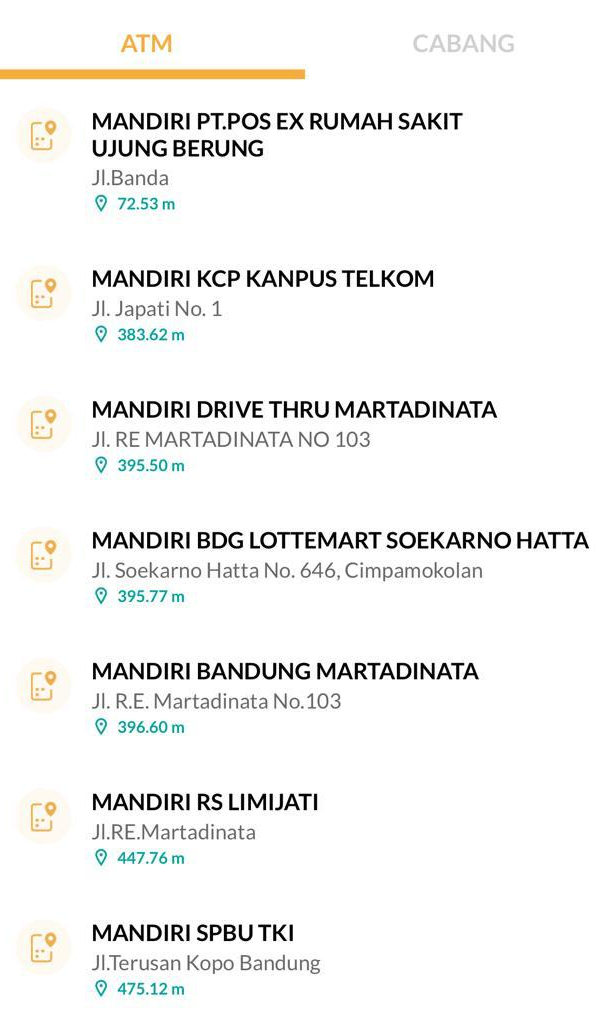 ATM CABANG
MANDIRI PT.POS EX RUMAH SAKIT
UJUNG BERUNG
Jl.Banda
72.53 m
MANDIRI KCP KANPUS TELKOM
Jl. Japati No. 1
383.62 m
MANDIRI DRIVE THRU MARTADINATA
Jl. RE MARTADINATA NO 103
395.50 m
MANDIRI BDG LOTTEMART SOEKARNO HATTA
Jl. Soekarno Hatta No. 646, Cimpamokolan
395.77 m
MANDIRI BANDUNG MARTADINATA
Jl. R.E. Martadinata No.103
396.60 m
MANDIRI RS LIMIJATI
Jl.RE.Martadinata
447.76 m
MANDIRI SPBU TKI
Jl.Terusan Kopo Bandung
475.12 m